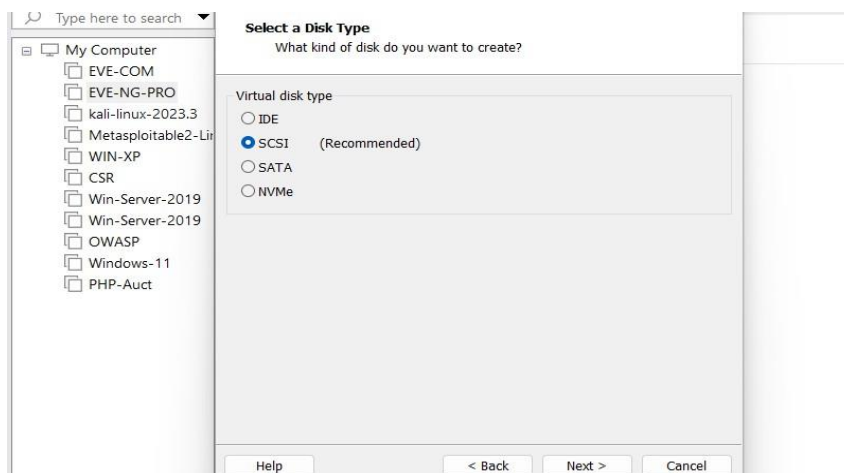 Type here to search
My Computer
EVE-COM
EVE-NG-PRO
kali-linux-2023.3
Metasploitable2-Lir
WIN-XP
CSR
Win-Server-2019
Win-Server-2019
OWASP
Windows-11
PHP-Auct
Select a Disk Type
What kind of disk do you want to create?
Virtual disk type
IDE
SCSI (Recommended)
SATA
NVMe
Help < Back Next > Cancel